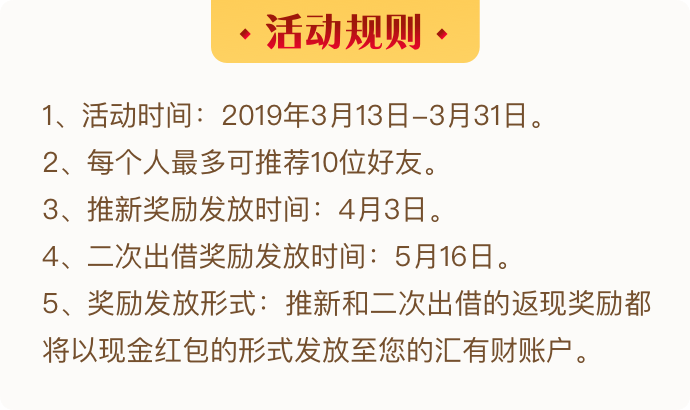 活动规则
1、活动时间：2019年3月13日-3月31日。
2、每个人最多可推荐10位好友。
3、推新奖励发放时间：4月3日。
4、二次出借奖励发放时间：5月16日。
5、奖励发放形式：推新和二次出借的返现奖励都
将以现金红包的形式发放至您的汇有财账户。